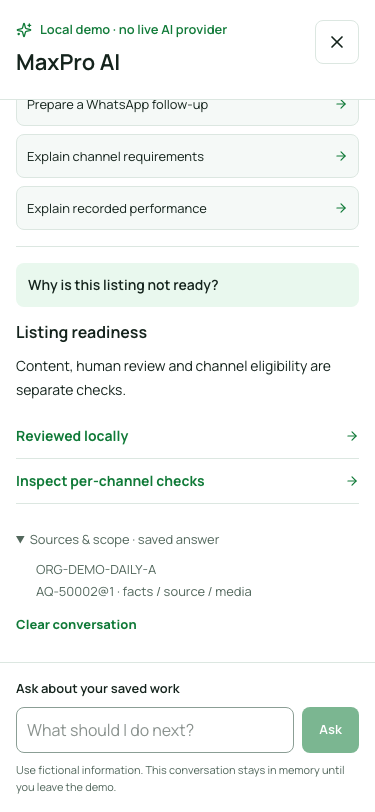 Local demo · no live AI provider
MaxPro AI
Prepare a WhatsApp follow-up
Explain channel requirements
Explain recorded performance
Why is this listing not ready?
Listing readiness
Content, human review and channel eligibility are
separate checks.
Reviewed locally
Inspect per-channel checks
Sources & scope · saved answer
ORG-DEMO-DAILY-A
AQ-50002@1 · facts / source / media
Clear conversation
Ask about your saved work
What should I do next?
Ask
Use fictional information. This conversation stays in memory until
you leave the demo.